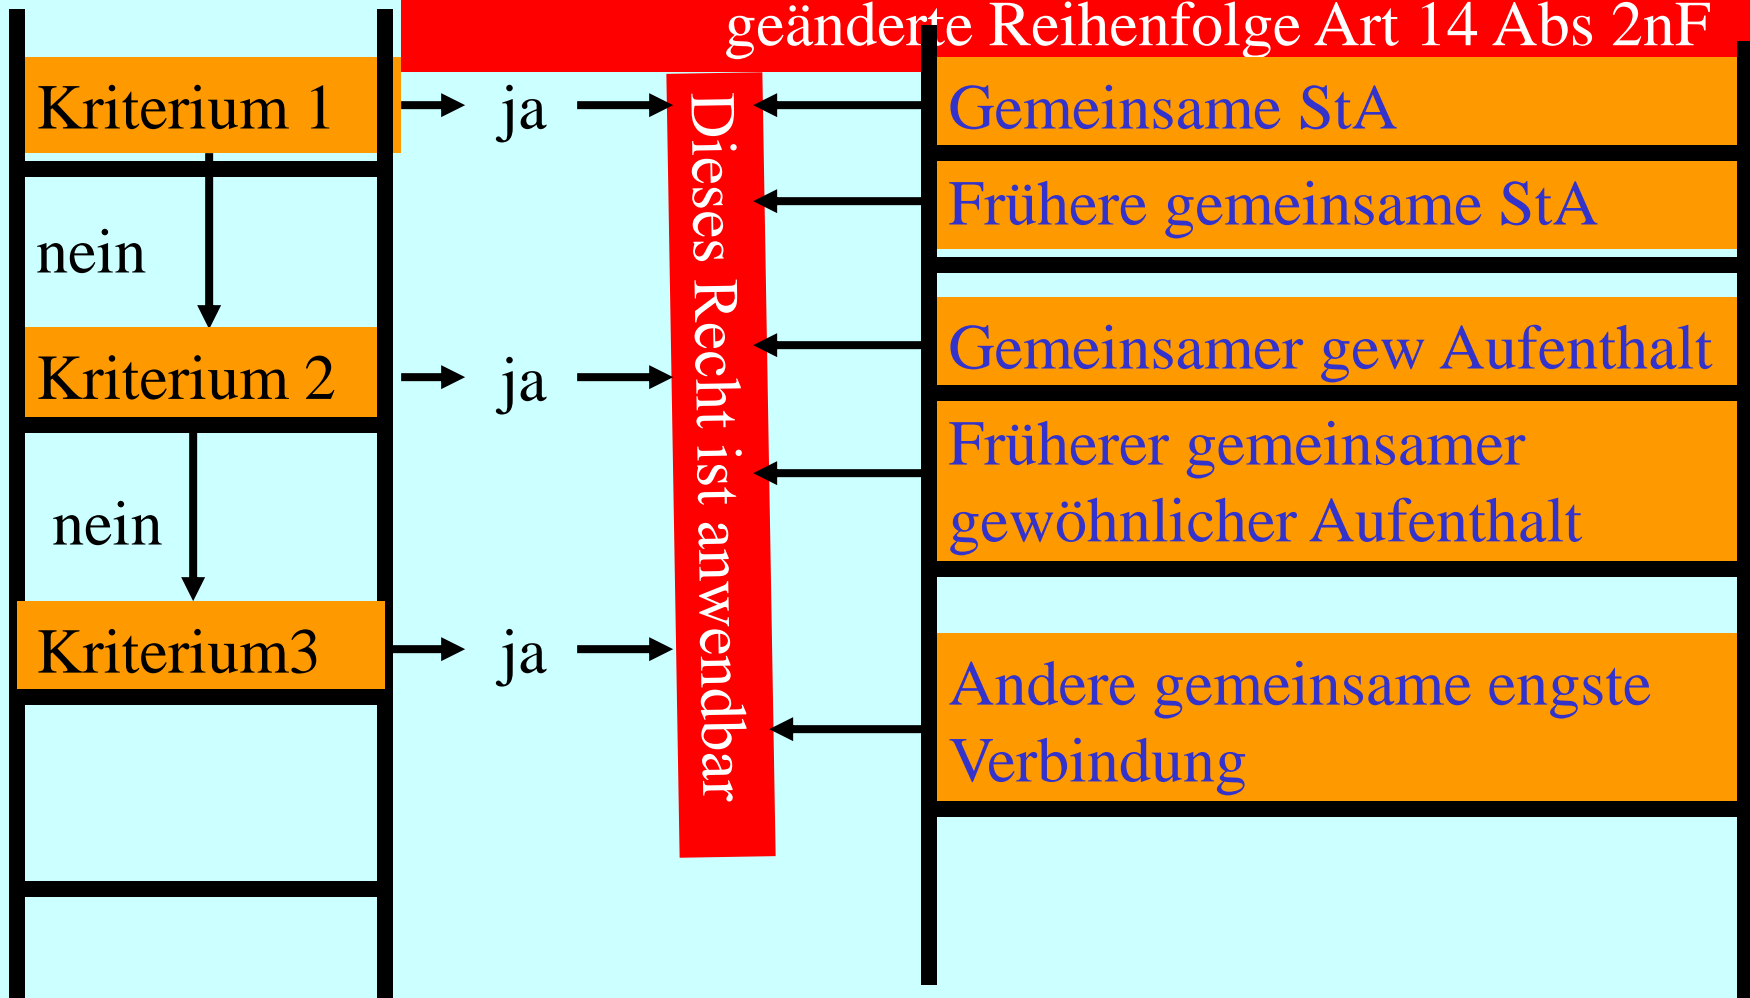 geänderte Reihenfolge Art 14 Abs 2nF
Kriterium 1
ja
nein
Kriterium 2
ja
nein
Kriterium3
ja
Dieses Recht ist anwendbar
Gemeinsame StA
Frühere gemeinsame StA
Gemeinsamer gew Aufenthalt
Früherer gemeinsamer
gewöhnlicher Aufenthalt
Andere gemeinsame engste
Verbindung